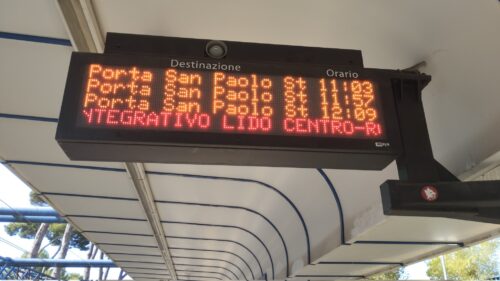 Destinazione Orario
Porta San Paolo St 11:03
Porta San Paolo St 11:57
Porta San Paolo St 12:09
NTEGRATIVO LIDO CENTRO-R